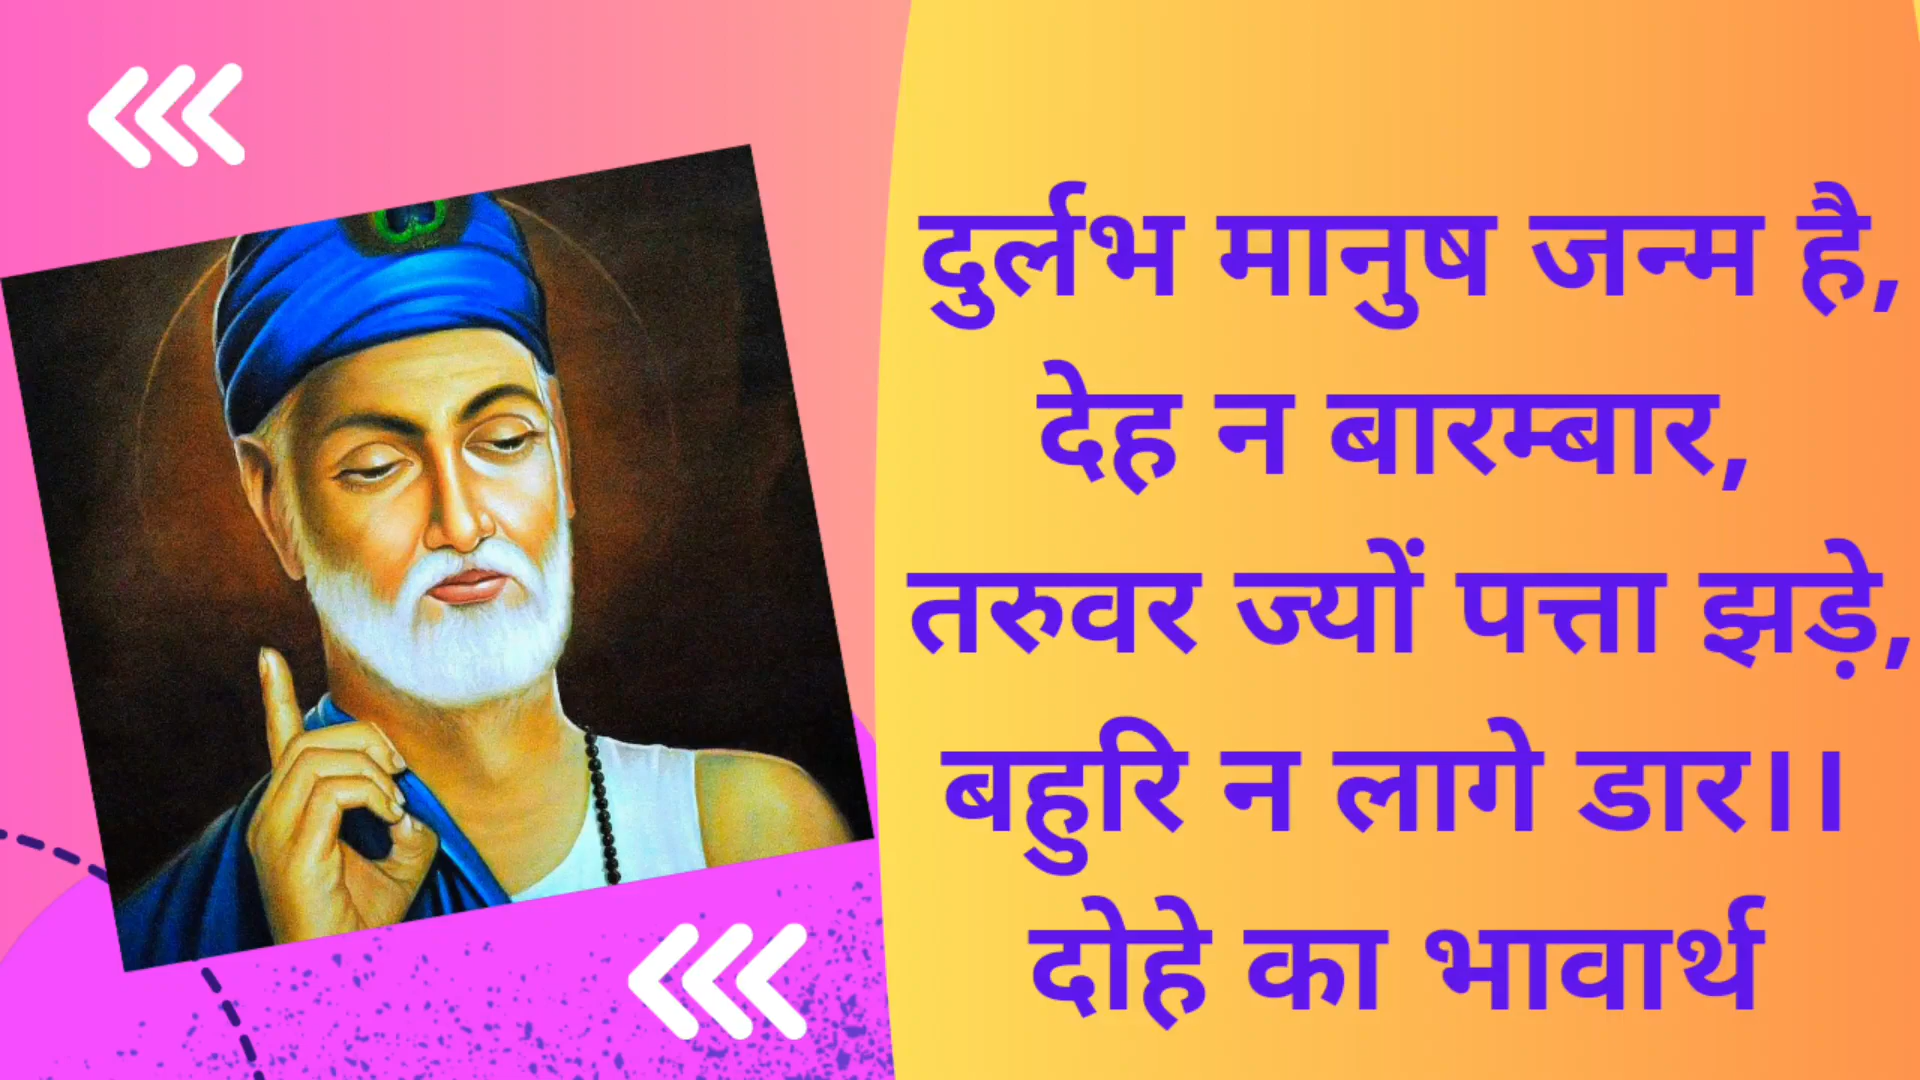 दुर्लभ मानुष जन्म है,
देह न बारम्बार,
तरुवर ज्यों पत्ता झड़े,
बहुरि न लागे डार।।
दोहे का भावार्थ